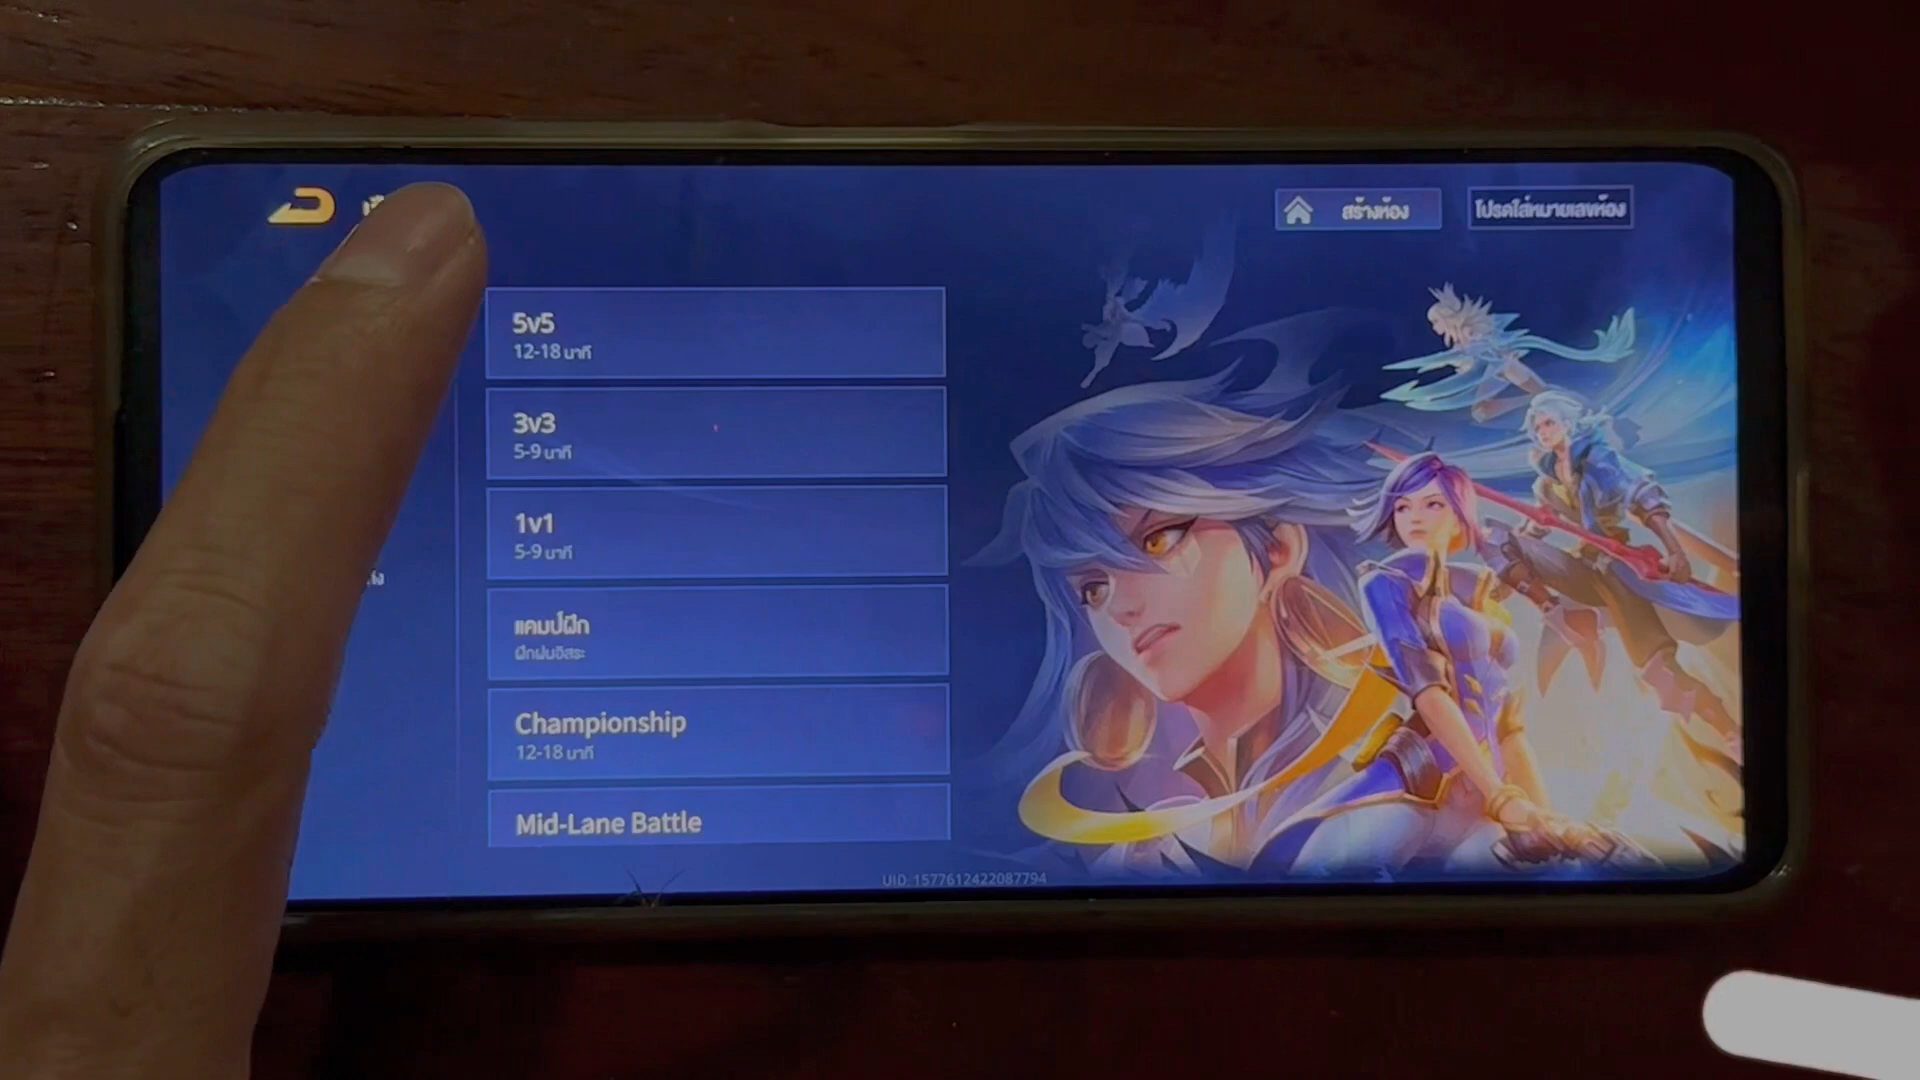 สร้างห้อง
โปรดใส่หมายเลขห้อง
5v5
12-18 นาที
3v3
5-9 นาที
1v1
5-9 นาที
แคมป์ฝึก
ฝึกฝนอิสระ
Championship
12-18 นาที
Mid-Lane Battle
UID: 1577612422087794